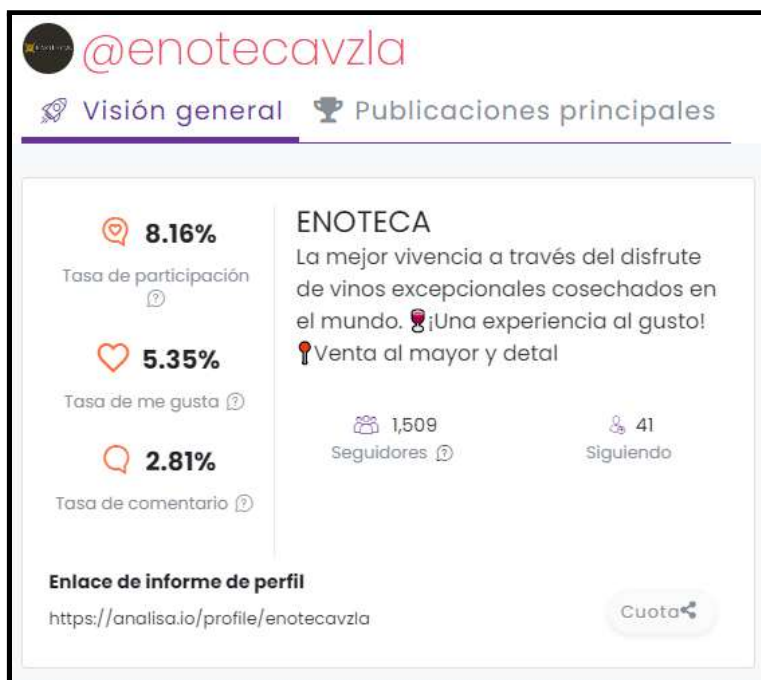 @enotecavzla
Visión general Publicaciones principales
8.16%
Tasa de participación
5.35%
Tasa de me gusta
2.81%
Tasa de comentario
ENOTECA
La mejor vivencia a través del disfrute
de vinos excepcionales cosechados en
el mundo. 🍷¡Una experiencia al gusto!
📍Venta al mayor y detal
1,509
Seguidores
41
Siguiendo
Enlace de informe de perfil
https://analisa.io/profile/enotecavzla
Cuota